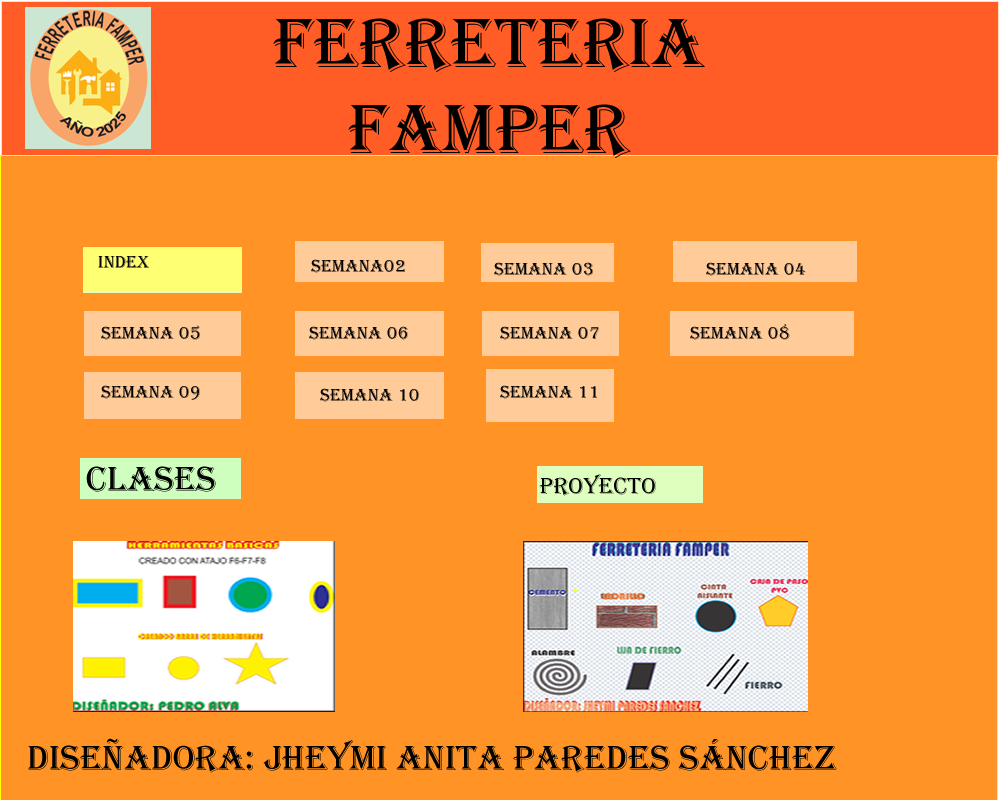 FERRETERIA FAMPER
AÑO 2025
FERRETERIA
FAMPER
INDEX
SEMANA02
SEMANA 03
SEMANA 04
SEMANA 05
SEMANA 06
SEMANA 07
SEMANA 08
SEMANA 09
SEMANA 10
SEMANA 11
CLASES
PROYECTO
HERRAMIENTAS BASICAS
CREADO CON ATAJO F6-F7-F8
DISEÑADOR: PEDRO ALVA
FERRETERIA FAMPER
CEMENTO
LADRILLO
CINTA
AISLANTE
CAJA DE PASO
PVC
ALAMBRE
LIJA DE FIERRO
FIERRO
DISEÑADOR: JHEYMI PAREDES SANCHEZ
DISEÑADORA: JHEYMI ANITA PAREDES SÁNCHEZ